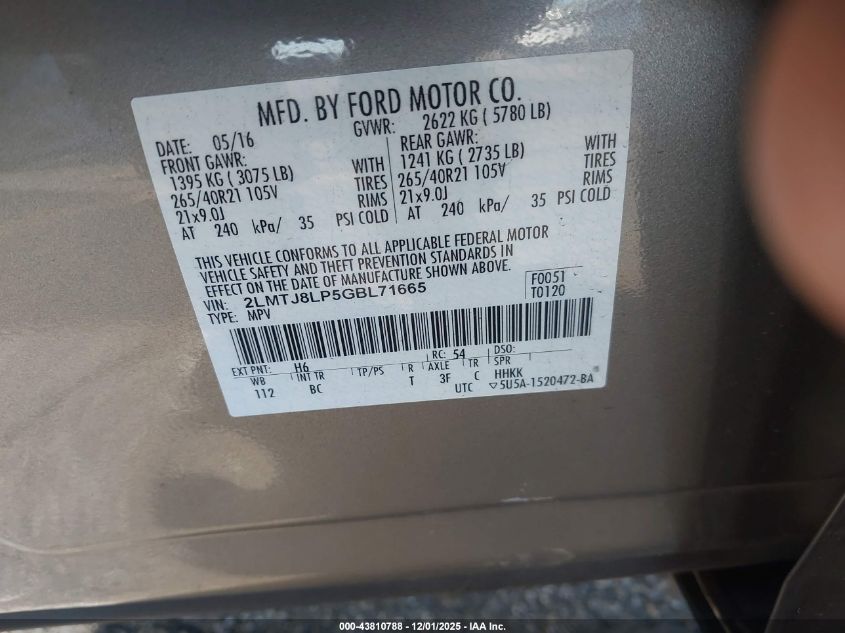 MFD. BY FORD MOTOR CO.
DATE: 05/16 GVWR: 2622 KG ( 5780 LB)
FRONT GAWR: REAR GAWR:
1395 KG ( 3075 LB) WITH 1241 KG ( 2735 LB) WITH
265/40R21 105V TIRES 265/40R21 105V TIRES
21x9.0J RIMS 21x9.0J RIMS
AT 240 kPa/ 35 PSI COLD AT 240 kPa/ 35 PSI COLD
THIS VEHICLE CONFORMS TO ALL APPLICABLE FEDERAL MOTOR
VEHICLE SAFETY AND THEFT PREVENTION STANDARDS IN
EFFECT ON THE DATE OF MANUFACTURE SHOWN ABOVE.
VIN: 2LMTJ8LP5GBL71665 F0051
TYPE: MPV T0120
EXT PNT: H6 RC: 54 DSO:
WB INT TR TP/PS R AXLE TR SPR
112 BC T 3F C HHKK
UTC ▽5U5A-1520472-BA
000-43810788 - 12/01/2025 - IAA Inc.